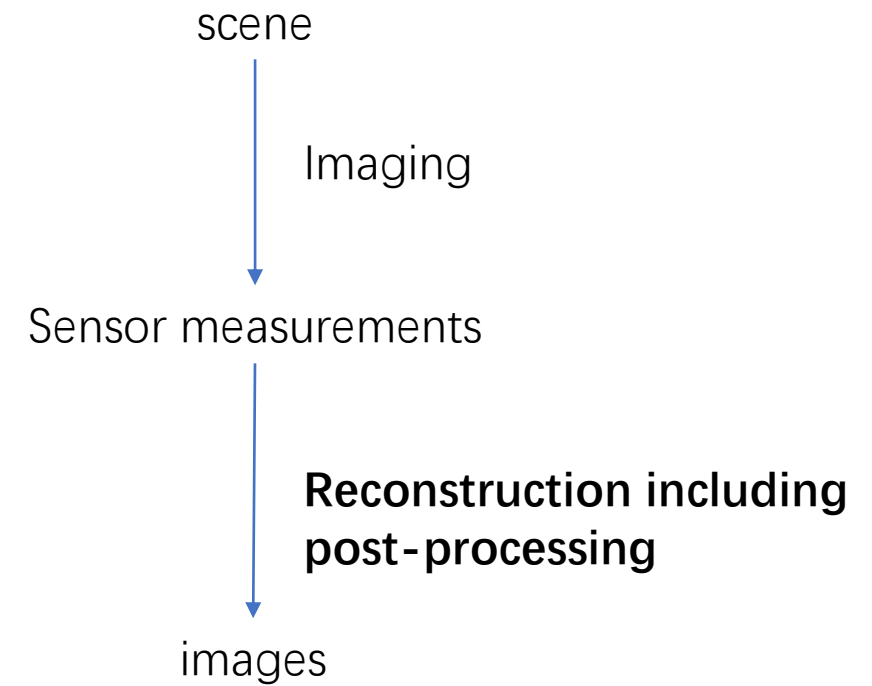 scene
Imaging
Sensor measurements
Reconstruction including
post-processing
images